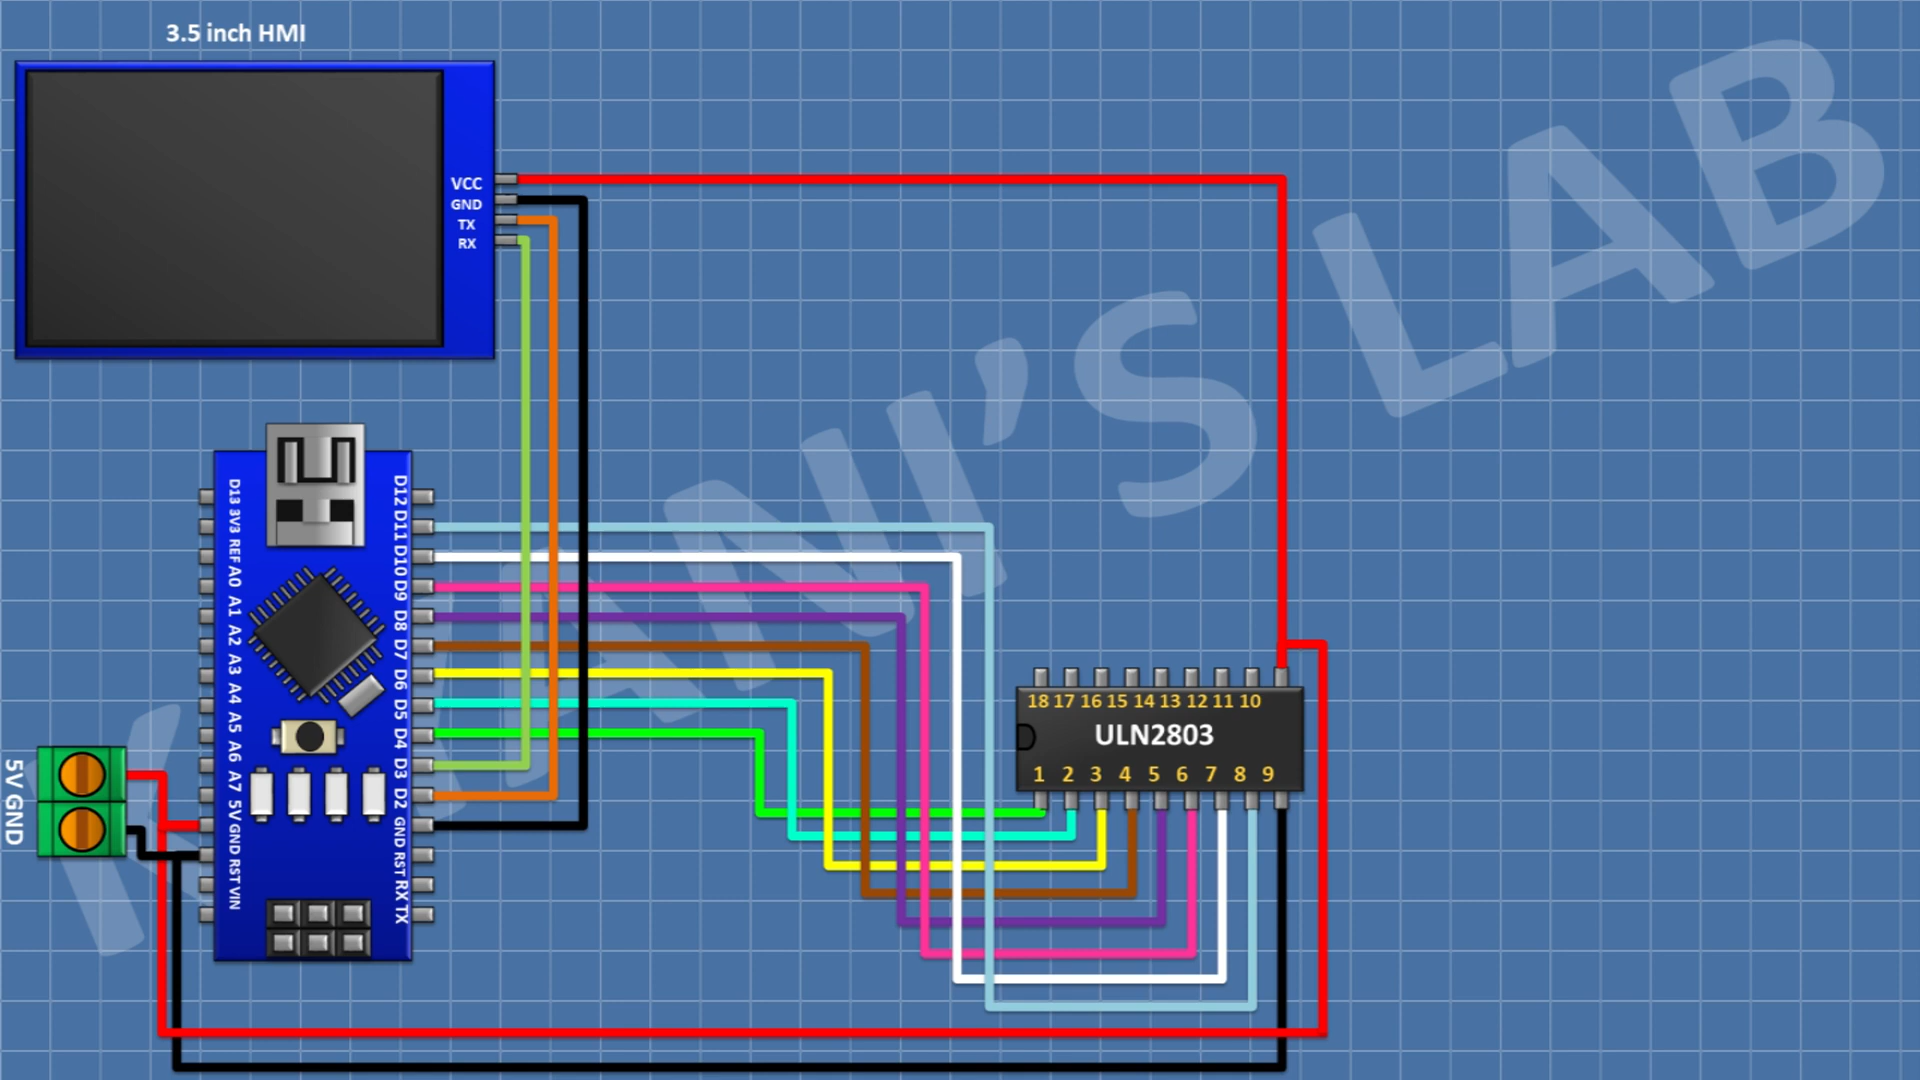 3.5 inch HMI
VCC
GND
TX
RX
KRANI'S LAB
D13 3V3 REF A0 A1 A2 A3 A4 A5 A6 A7 5V GND RST VIN
D12 D11 D10 D9 D8 D7 D6 D5 D4 D3 D2 GND RST RX TX
5V GND
18 17 16 15 14 13 12 11 10
ULN2803
1 2 3 4 5 6 7 8 9